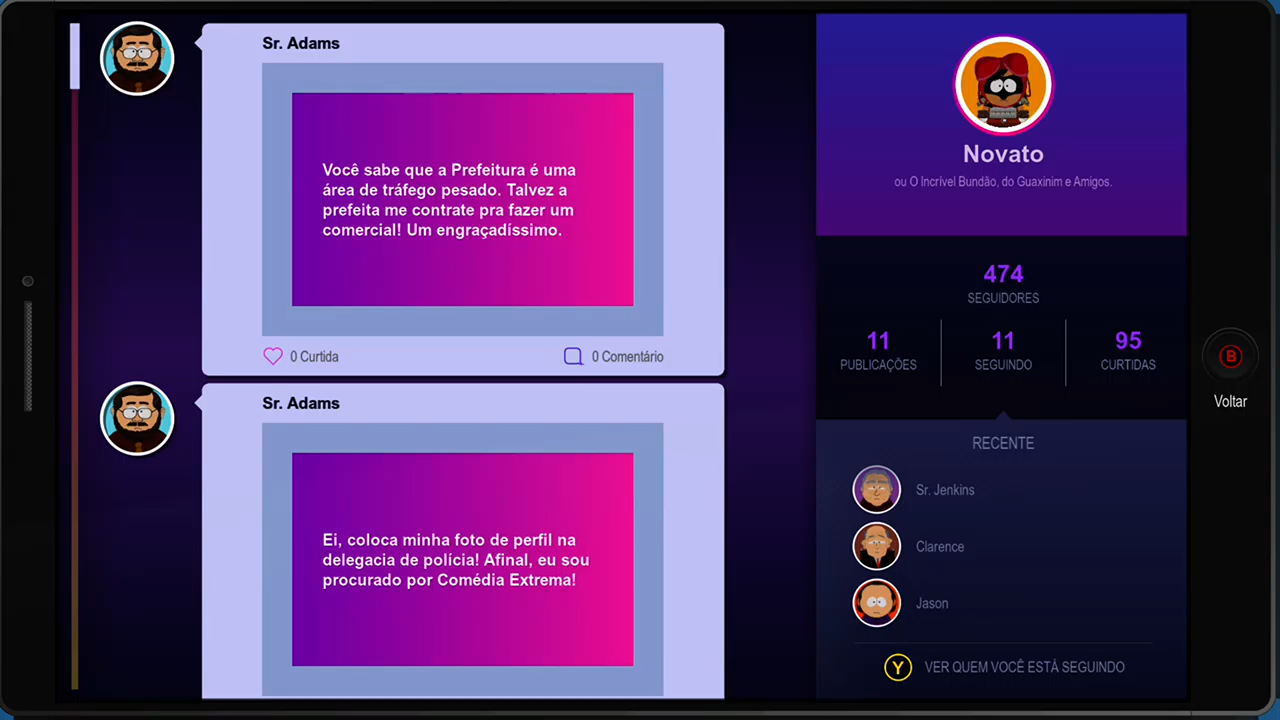 Sr. Adams
Você sabe que a Prefeitura é uma
área de tráfego pesado. Talvez a
prefeita me contrate pra fazer um
comercial! Um engraçadíssimo.
0 Curtida
0 Comentário
Sr. Adams
Ei, coloca minha foto de perfil na
delegacia de polícia! Afinal, eu sou
procurado por Comédia Extrema!
Novato
ou O Incrível Bundão, do Guaxinim e Amigos.
474
SEGUIDORES
11
PUBLICAÇÕES
11
SEGUINDO
95
CURTIDAS
RECENTE
Sr. Jenkins
Clarence
Jason
Y VER QUEM VOCÊ ESTÁ SEGUINDO
B
Voltar